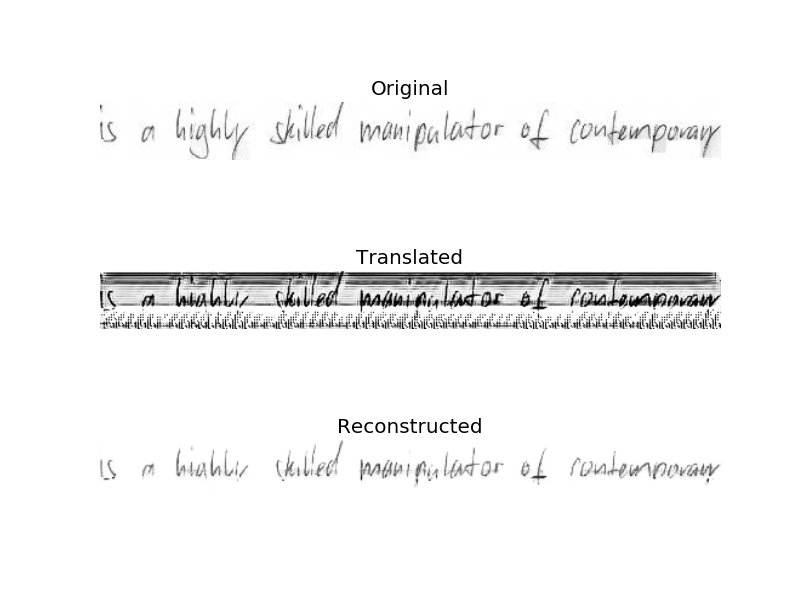 Original
is a highly skilled manipulator of contemporary
Translated
is a highly skilled manipulator of contemporary
Reconstructed
is a highly skilled manipulator of contemporary